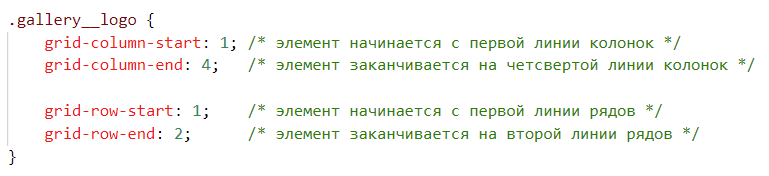 .gallery__logo {
    grid-column-start: 1; /* элемент начинается с первой линии колонок */
    grid-column-end: 4;   /* элемент заканчивается на четсвертой линии колонок */

    grid-row-start: 1;    /* элемент начинается с первой линии рядов */
    grid-row-end: 2;      /* элемент заканчивается на второй линии рядов */
}